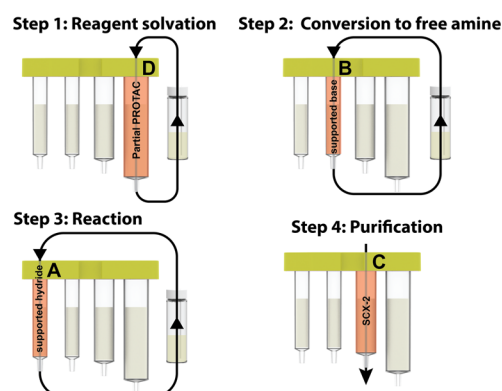 Step 1: Reagent solvation
D
Partial PROTAC
Step 2: Conversion to free amine
B
supported base
Step 3: Reaction
A
supported hydride
Step 4: Purification
C
SCX-2